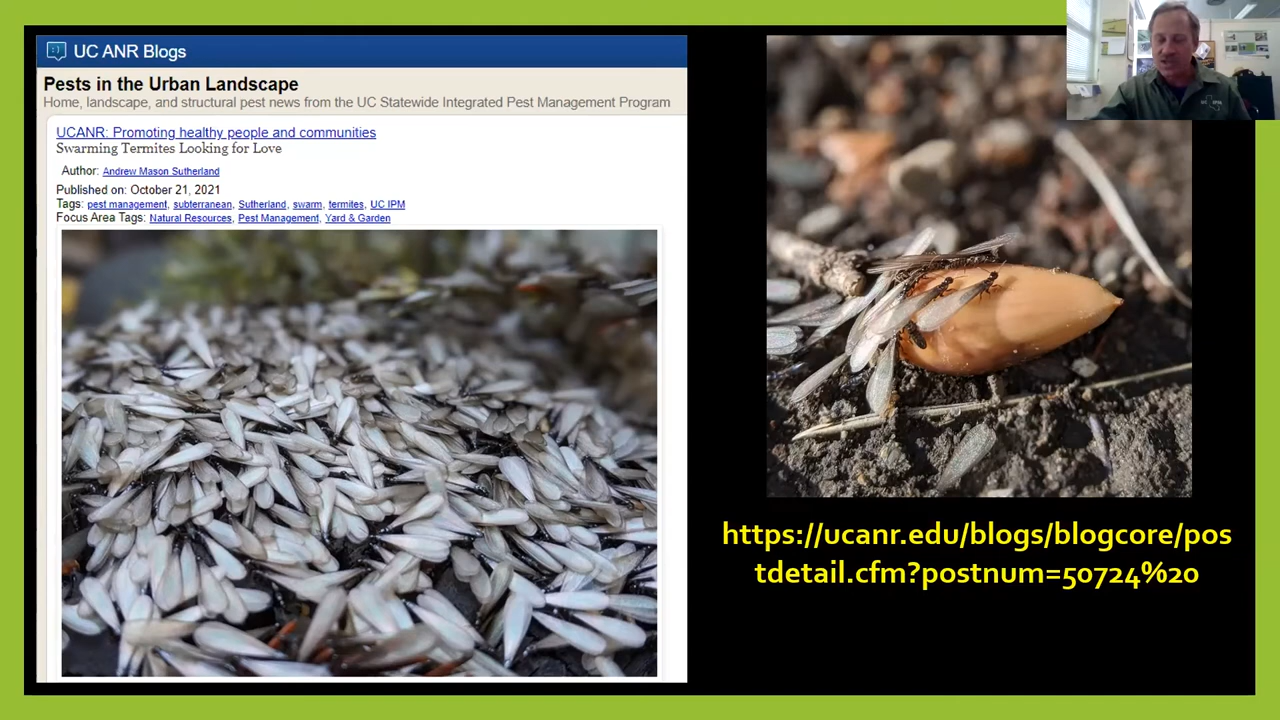 UC ANR Blogs
Pests in the Urban Landscape
Home, landscape, and structural pest news from the UC Statewide Integrated Pest Management Program
UCANR: Promoting healthy people and communities
Swarming Termites Looking for Love
Author: Andrew Mason Sutherland
Published on: October 21, 2021
Tags: pest management, subterranean, Sutherland, swarm, termites, UC IPM
Focus Area Tags: Natural Resources, Pest Management, Yard & Garden
https://ucanr.edu/blogs/blogcore/pos
tdetail.cfm?postnum=50724%20